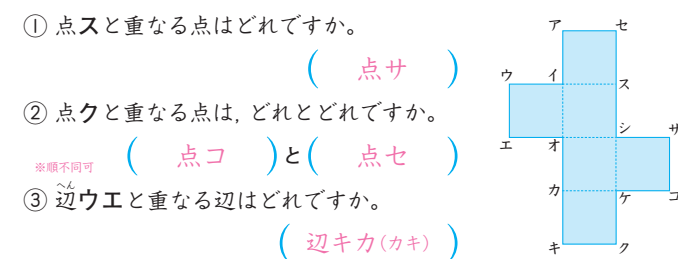 ① 点スと重なる点はどれですか。
( 点サ )
② 点クと重なる点は, どれとどれですか。
※順不同可 ( 点コ )と( 点セ )
へん
③ 辺ウエと重なる辺はどれですか。
( 辺キカ(カキ) )
ア セ
ウ イ ス
エ オ シ サ
カ ケ コ
キ ク